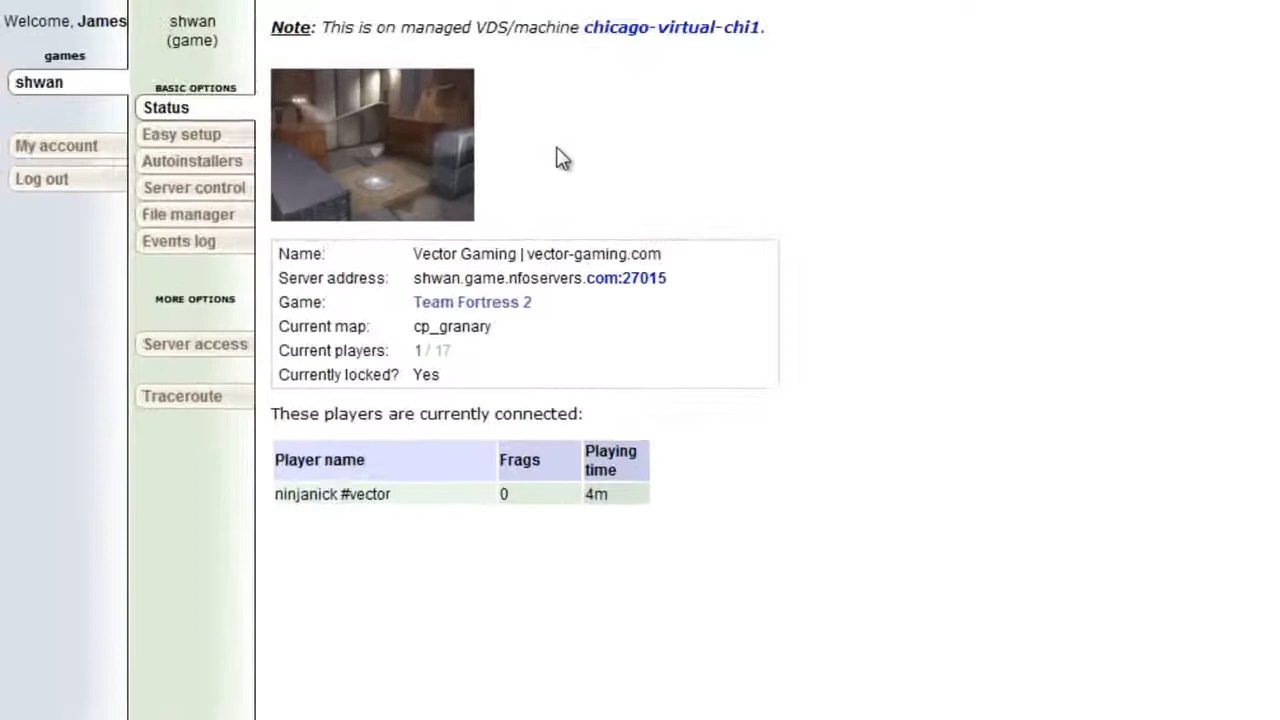 Welcome, James
games
shwan
My account
Log out
shwan
(game)
BASIC OPTIONS
Status
Easy setup
Autoinstallers
Server control
File manager
Events log
MORE OPTIONS
Server access
Traceroute
Note: This is on managed VDS/machine chicago-virtual-chi1.
Name: Vector Gaming | vector-gaming.com
Server address: shwan.game.nfoservers.com:27015
Game: Team Fortress 2
Current map: cp_granary
Current players: 1 / 17
Currently locked? Yes
These players are currently connected:
Player name Frags Playing time
ninjanick #vector 0 4m